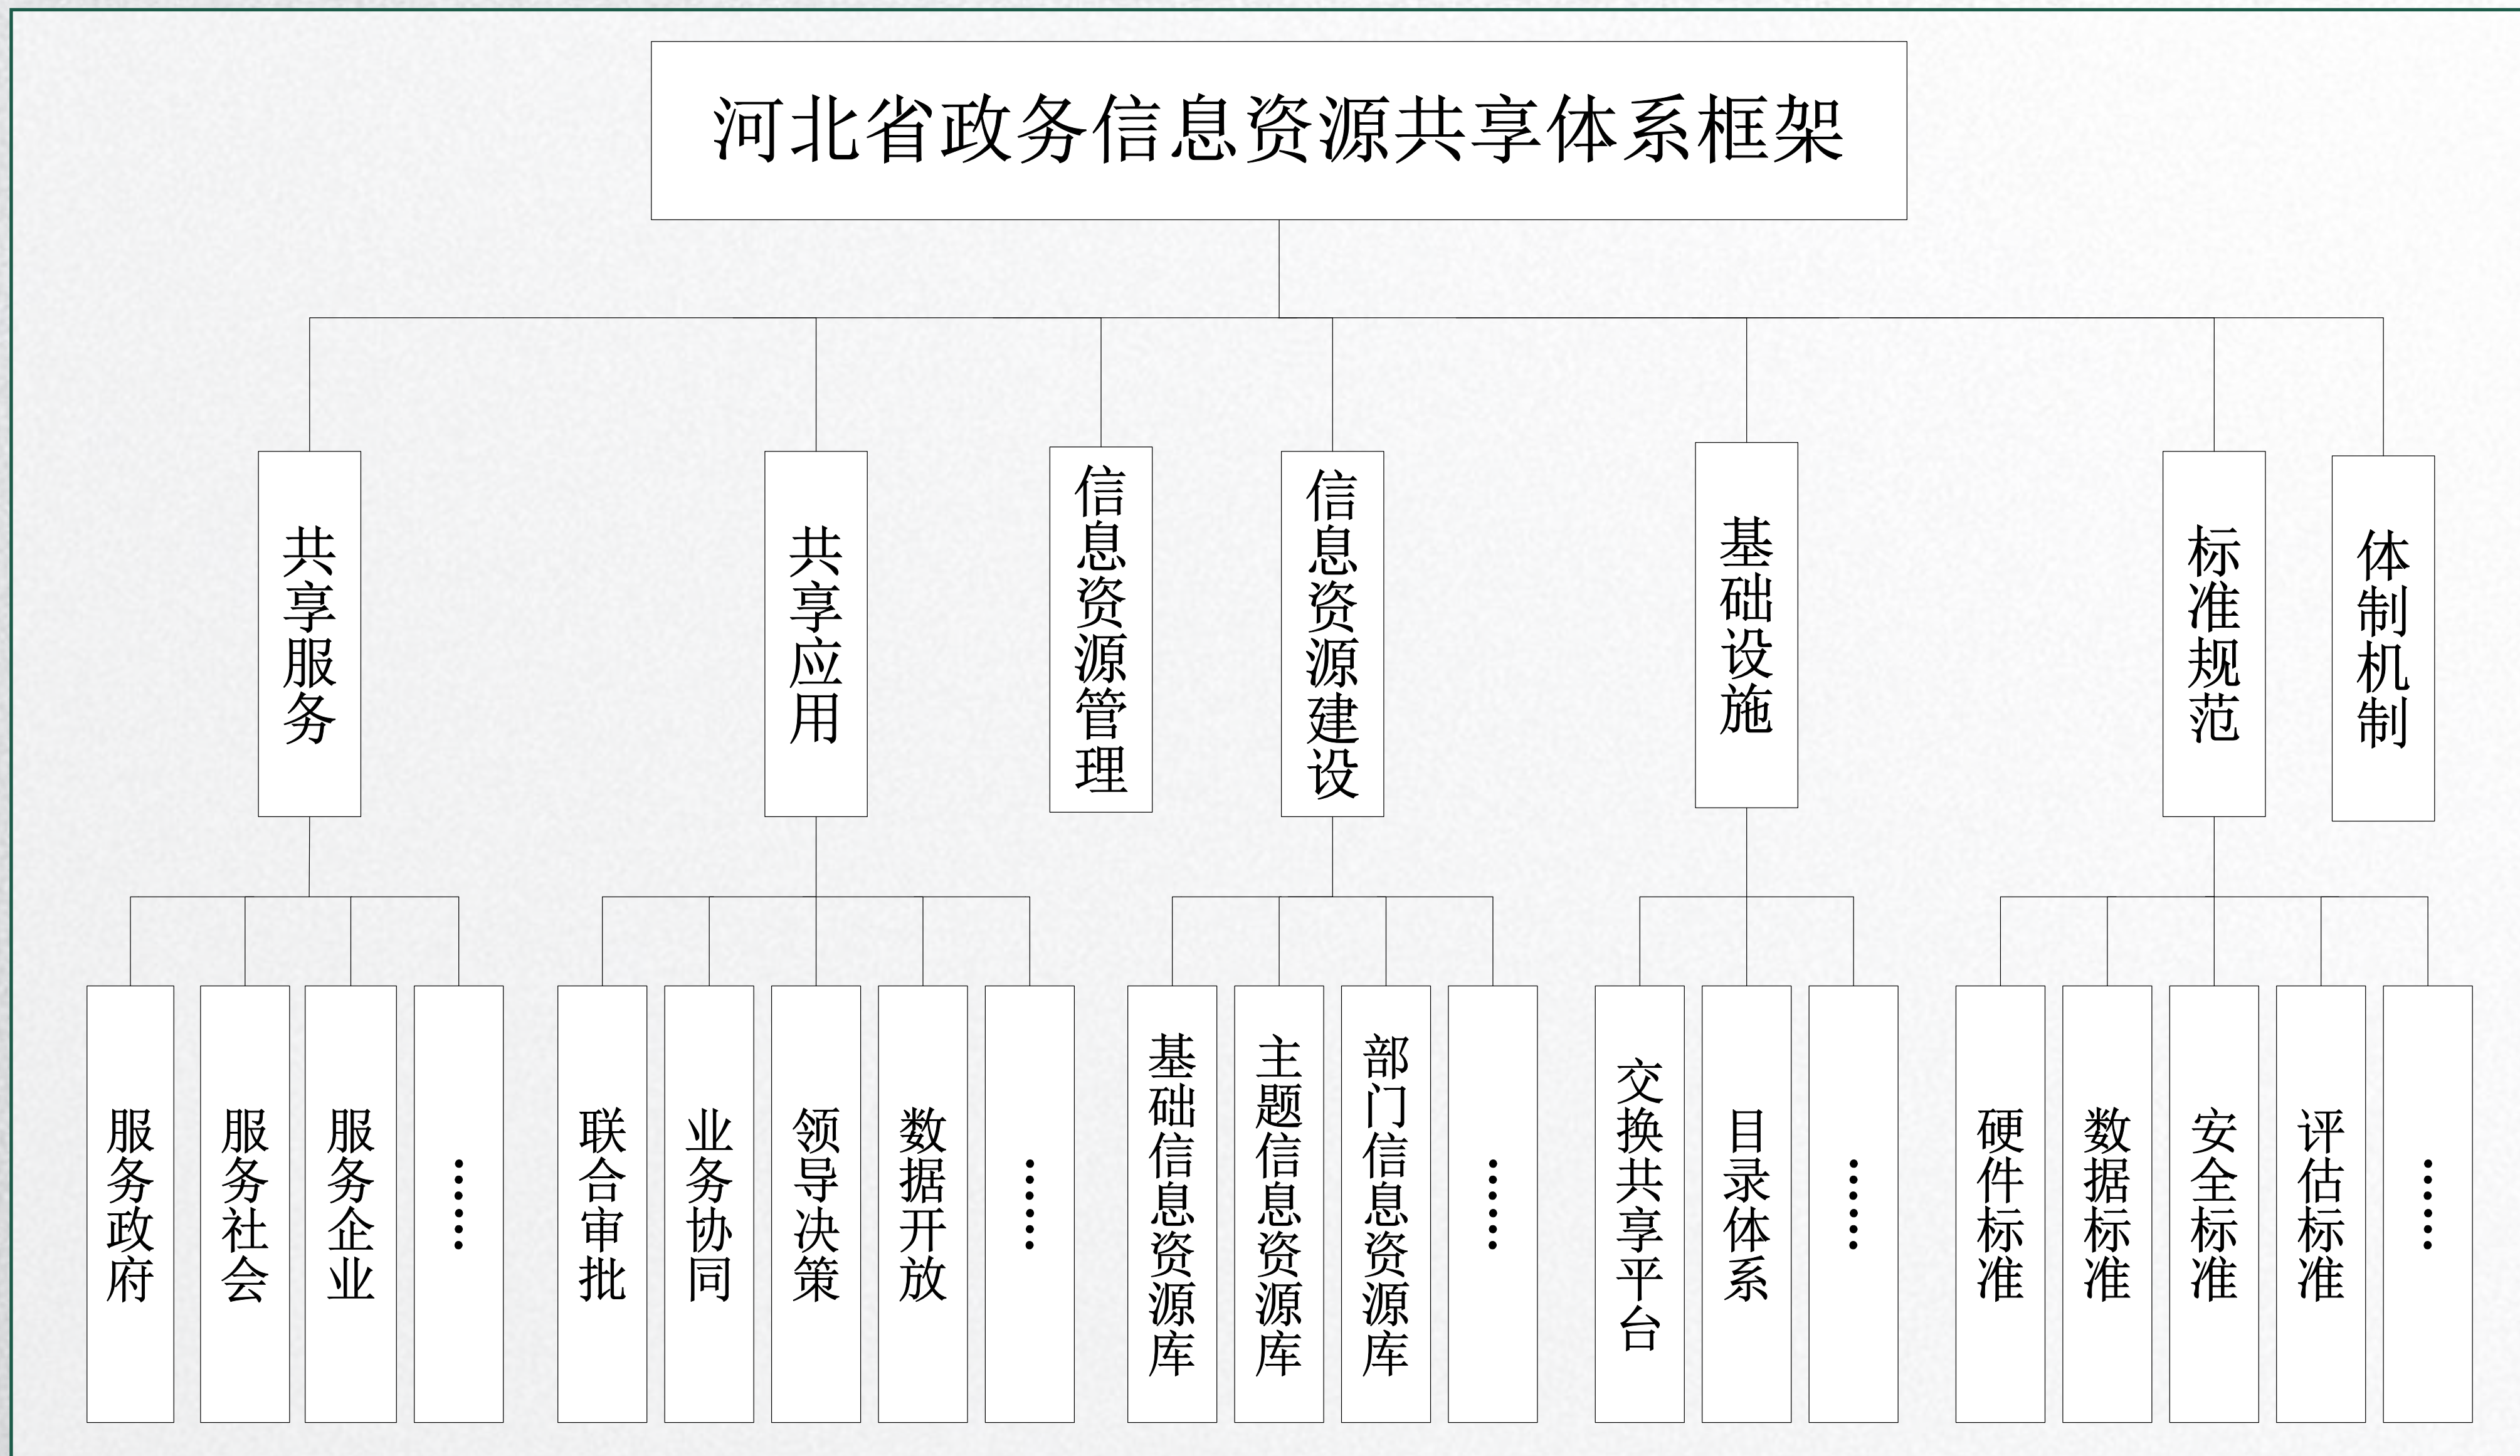 河北省政务信息资源共享体系框架
共享服务
共享应用
信息资源管理
信息资源建设
基础设施
标准规范
体制机制
服务政府
服务社会
服务企业
……
联合审批
业务协同
领导决策
数据开放
……
基础信息资源库
主题信息资源库
部门信息资源库
……
交换共享平台
目录体系
……
硬件标准
数据标准
安全标准
评估标准
……